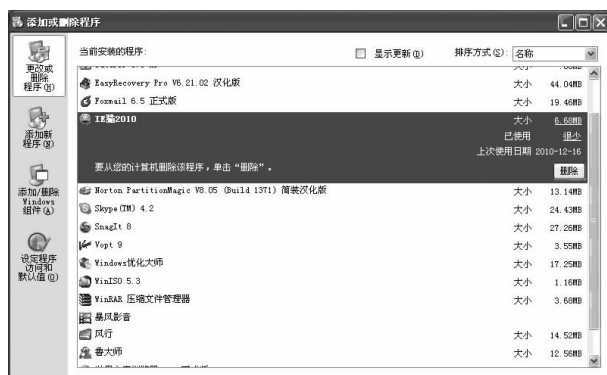 添加或删除程序
更改或
删除
程序(H)
添加新
程序(N)
添加/删除
Windows
组件(A)
设定程序
访问和
默认值(O)
当前安装的程序:
显示更新(D)
排序方式(S): 名称
EasyRecovery Pro V6.21.02 汉化版 大小 44.04MB
Foxmail 6.5 正式版 大小 19.46MB
IE猫2010 大小 6.68MB
已使用 很少
上次使用日期 2010-12-16
要从您的计算机删除该程序，单击“删除”。 删除
Norton PartitionMagic V8.05 (Build 1371) 简装汉化版 大小 13.14MB
Skype(TM) 4.2 大小 24.43MB
SnagIt 8 大小 27.26MB
Vopt 9 大小 3.55MB
Windows优化大师 大小 17.25MB
WinISO 5.3 大小 1.16MB
WinRAR 压缩文件管理器 大小 3.68MB
暴风影音
风行 大小 14.52MB
鲁大师 大小 12.56MB